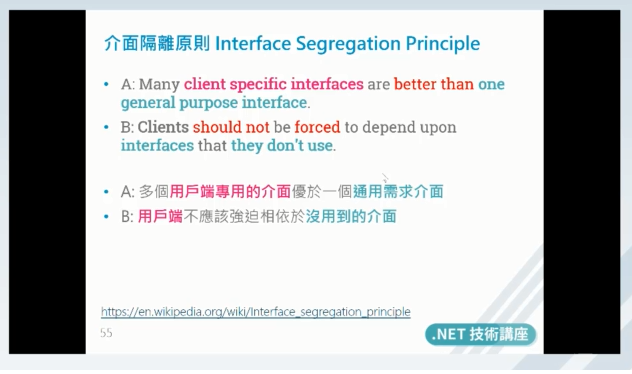 介面隔離原則 Interface Segregation Principle
• A: Many client specific interfaces are better than one
general purpose interface.
• B: Clients should not be forced to depend upon
interfaces that they don't use.
• A: 多個用戶端專用的介面優於一個通用需求介面
• B: 用戶端不應該強迫相依於沒用到的介面
https://en.wikipedia.org/wiki/Interface_segregation_principle
55
.NET 技術講座